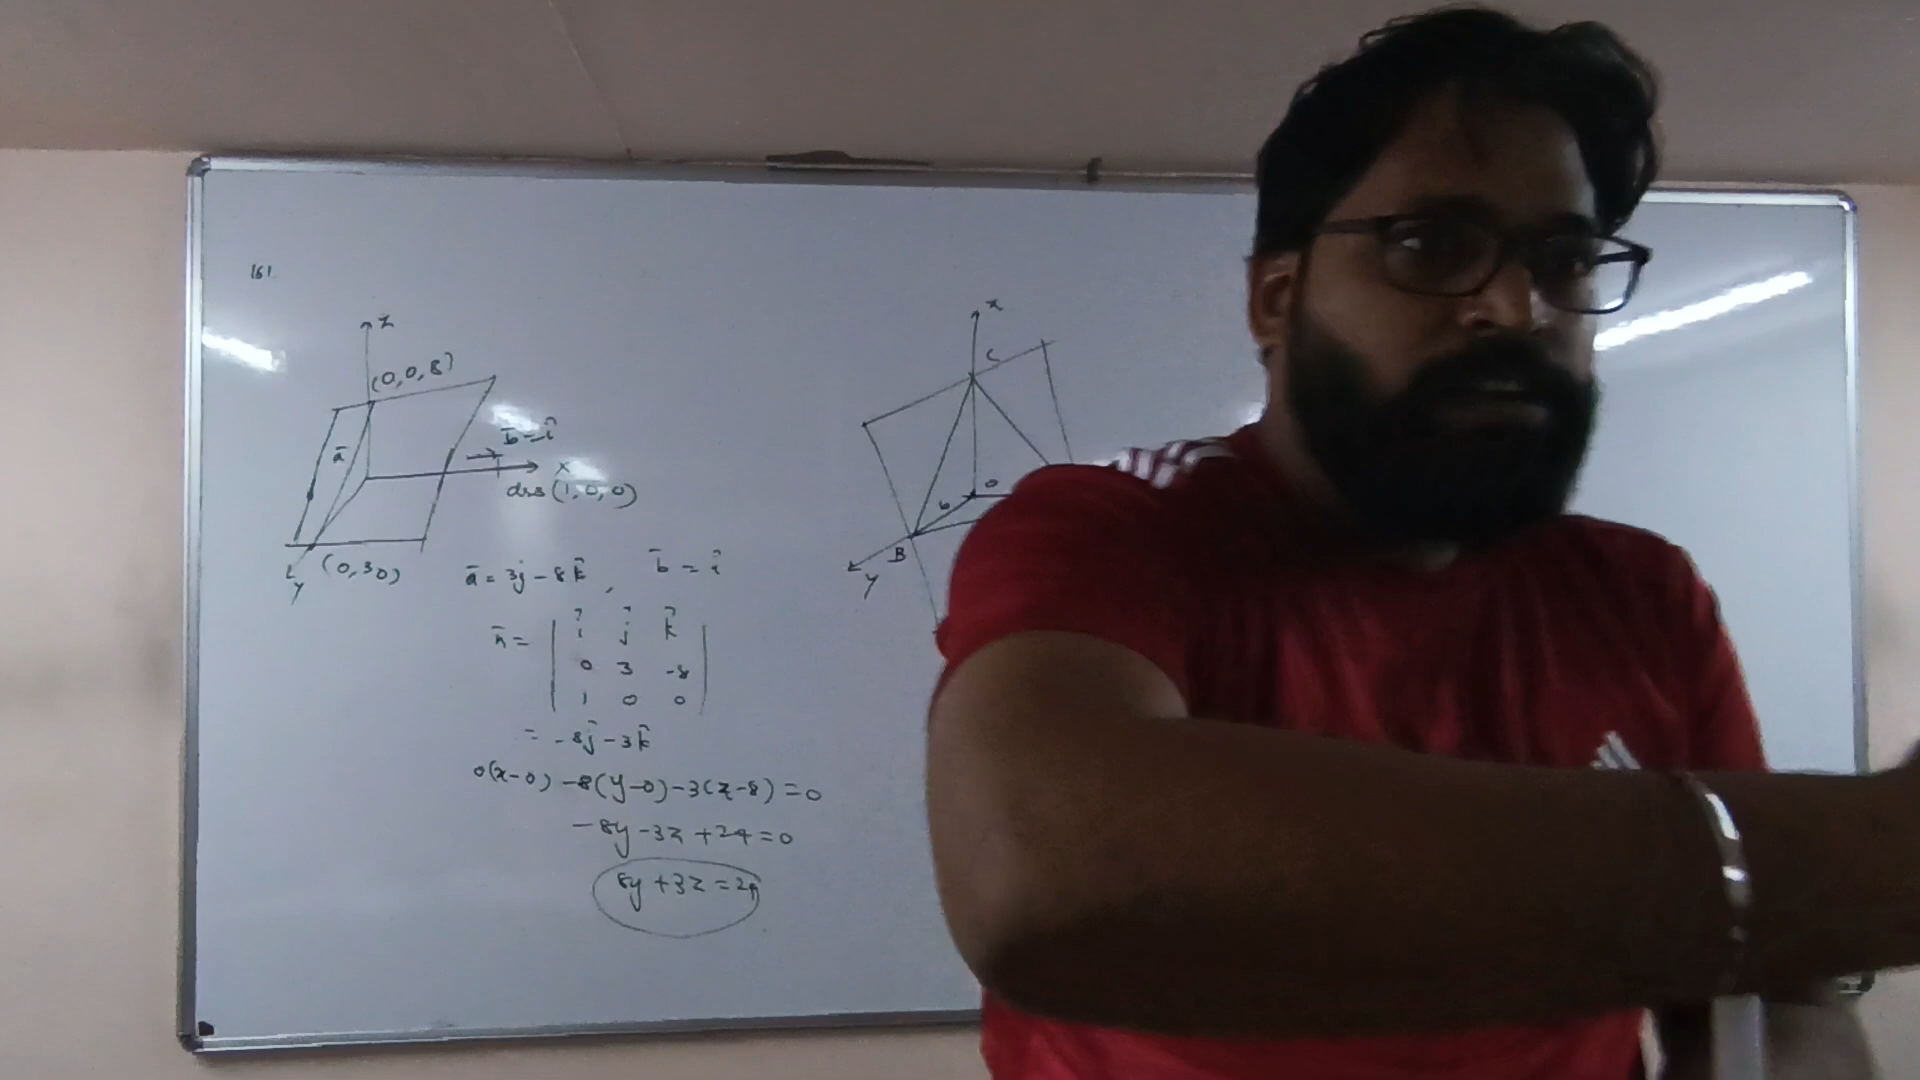 161.
z
(0,0,8)
ā
b̄=î
x
drs (1,0,0)
(0,3,0)
y
ā = 3ĵ - 8k̂ , b̄ = î
n̄ = | î ĵ k̂ |
| 0 3 -8 |
| 1 0 0 |
= -8ĵ - 3k̂
0(x-0) -8(y-0)-3(z-8)=0
-8y-3z+24=0
8y+3z=24
z
C
O
b
B
y